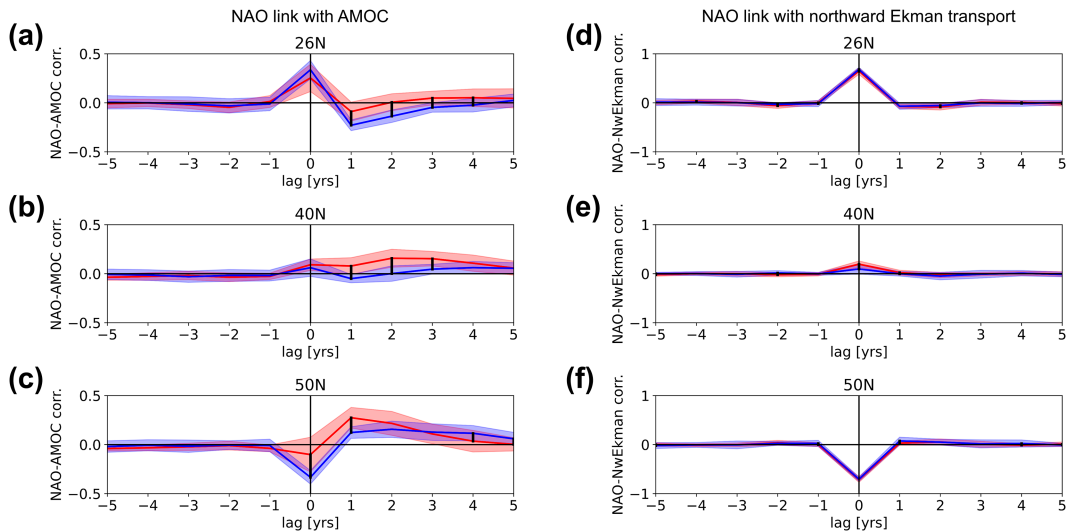 NAO link with AMOC
(a)
26N
NAO-AMOC corr.
0.5
0.0
−0.5
−5 −4 −3 −2 −1 0 1 2 3 4 5
lag [yrs]
(b)
40N
NAO-AMOC corr.
0.5
0.0
−0.5
−5 −4 −3 −2 −1 0 1 2 3 4 5
lag [yrs]
(c)
50N
NAO-AMOC corr.
0.5
0.0
−0.5
−5 −4 −3 −2 −1 0 1 2 3 4 5
lag [yrs]
NAO link with northward Ekman transport
(d)
26N
NAO-NwEkman corr.
1
0
−1
−5 −4 −3 −2 −1 0 1 2 3 4 5
lag [yrs]
(e)
40N
NAO-NwEkman corr.
1
0
−1
−5 −4 −3 −2 −1 0 1 2 3 4 5
lag [yrs]
(f)
50N
NAO-NwEkman corr.
1
0
−1
−5 −4 −3 −2 −1 0 1 2 3 4 5
lag [yrs]